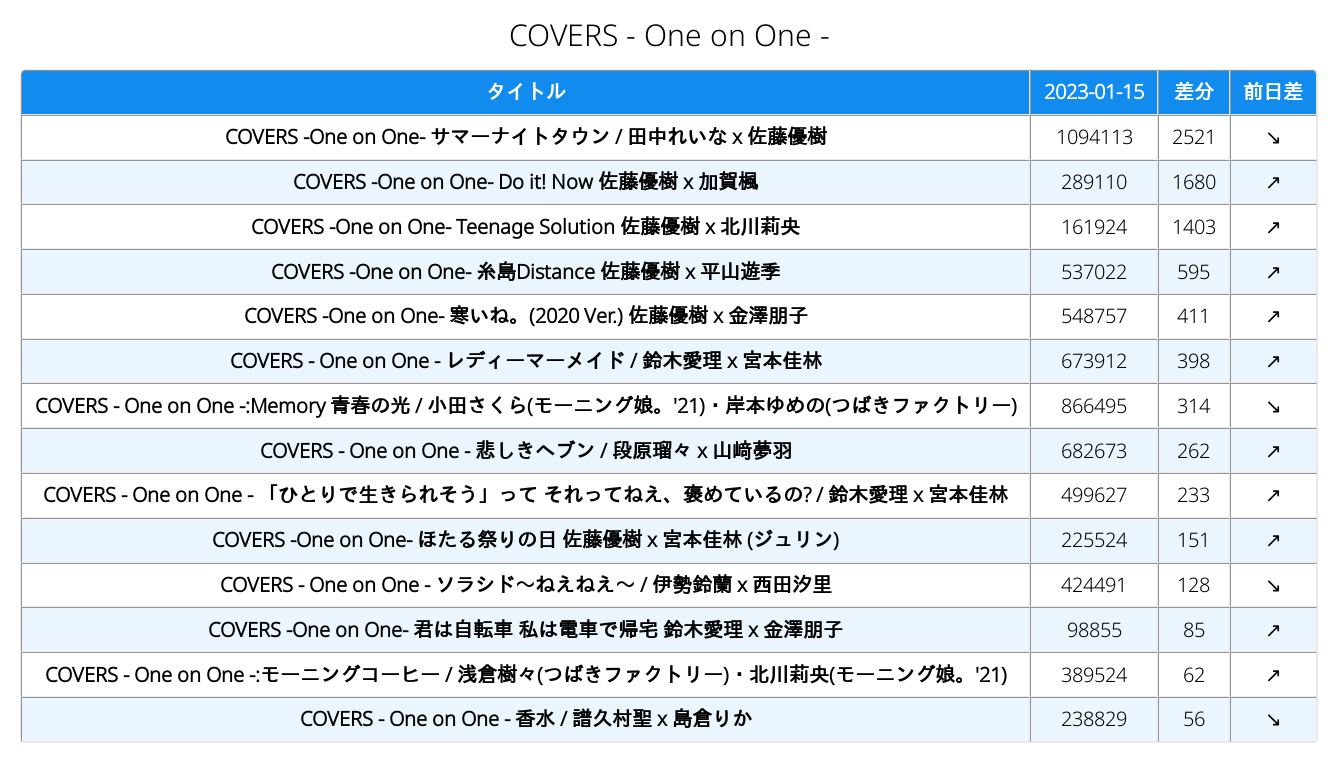 COVERS - One on One -
タイトル 2023-01-15 差分 前日差
COVERS -One on One- サマーナイトタウン / 田中れいな x 佐藤優樹 1094113 2521 ↘
COVERS -One on One- Do it! Now 佐藤優樹 x 加賀楓 289110 1680 ↗
COVERS -One on One- Teenage Solution 佐藤優樹 x 北川莉央 161924 1403 ↗
COVERS -One on One- 糸島Distance 佐藤優樹 x 平山遊季 537022 595 ↗
COVERS -One on One- 寒いね。(2020 Ver.) 佐藤優樹 x 金澤朋子 548757 411 ↗
COVERS - One on One - レディーマーメイド / 鈴木愛理 x 宮本佳林 673912 398 ↗
COVERS - One on One -:Memory 青春の光 / 小田さくら(モーニング娘。'21)・岸本ゆめの(つばきファクトリー) 866495 314 ↘
COVERS - One on One - 悲しきヘブン / 段原瑠々 x 山﨑夢羽 682673 262 ↗
COVERS - One on One - 「ひとりで生きられそう」って それってねえ、褒めているの? / 鈴木愛理 x 宮本佳林 499627 233 ↗
COVERS -One on One- ほたる祭りの日 佐藤優樹 x 宮本佳林 (ジュリン) 225524 151 ↗
COVERS - One on One - ソラシド〜ねえねえ〜 / 伊勢鈴蘭 x 西田汐里 424491 128 ↘
COVERS -One on One- 君は自転車 私は電車で帰宅 鈴木愛理 x 金澤朋子 98855 85 ↗
COVERS - One on One -:モーニングコーヒー / 浅倉樹々(つばきファクトリー)・北川莉央(モーニング娘。'21) 389524 62 ↗
COVERS - One on One - 香水 / 譜久村聖 x 島倉りか 238829 56 ↘